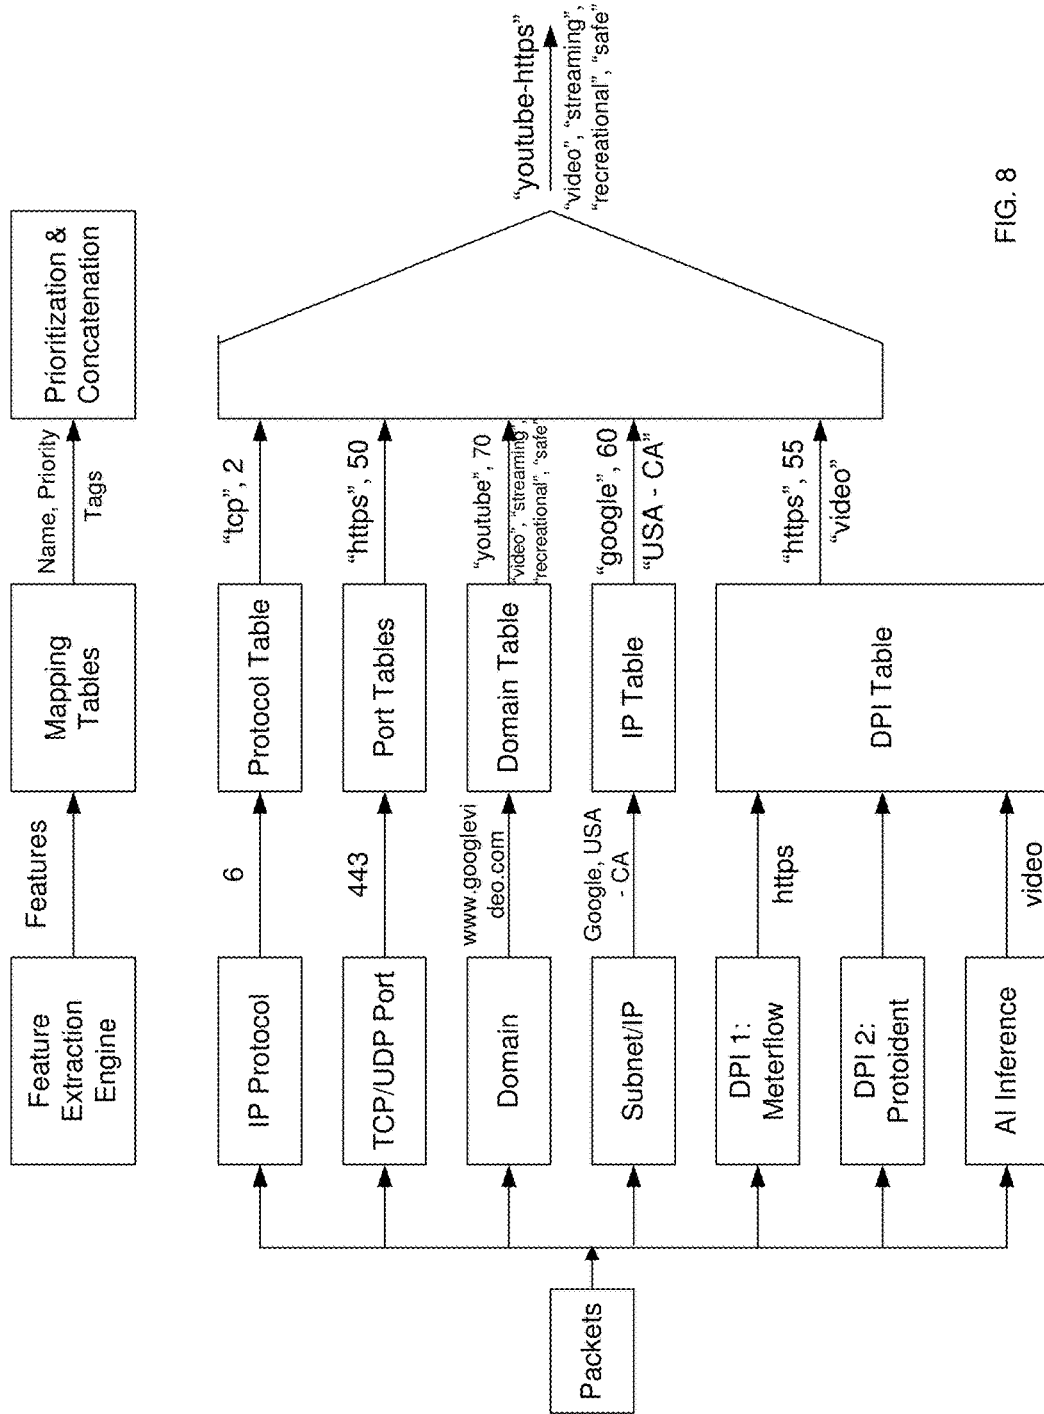 Feature
Extraction
Engine
Features
Mapping
Tables
Name, Priority
Tags
Prioritization &
Concatenation
Packets
IP Protocol
6
Protocol Table
“tcp”, 2
TCP/UDP Port
443
Port Tables
“https”, 50
Domain
www.googlevi
deo.com
Domain Table
“youtube”, 70
“video”, “streaming”,
“recreational”, “safe”
Subnet/IP
Google, USA
- CA
IP Table
“google”, 60
“USA - CA”
DPI 1:
Meterflow
https
DPI 2:
Protoident
AI Inference
video
DPI Table
“https”, 55
“video”
“youtube-https”
“video”, “streaming”,
“recreational”, “safe”
FIG. 8